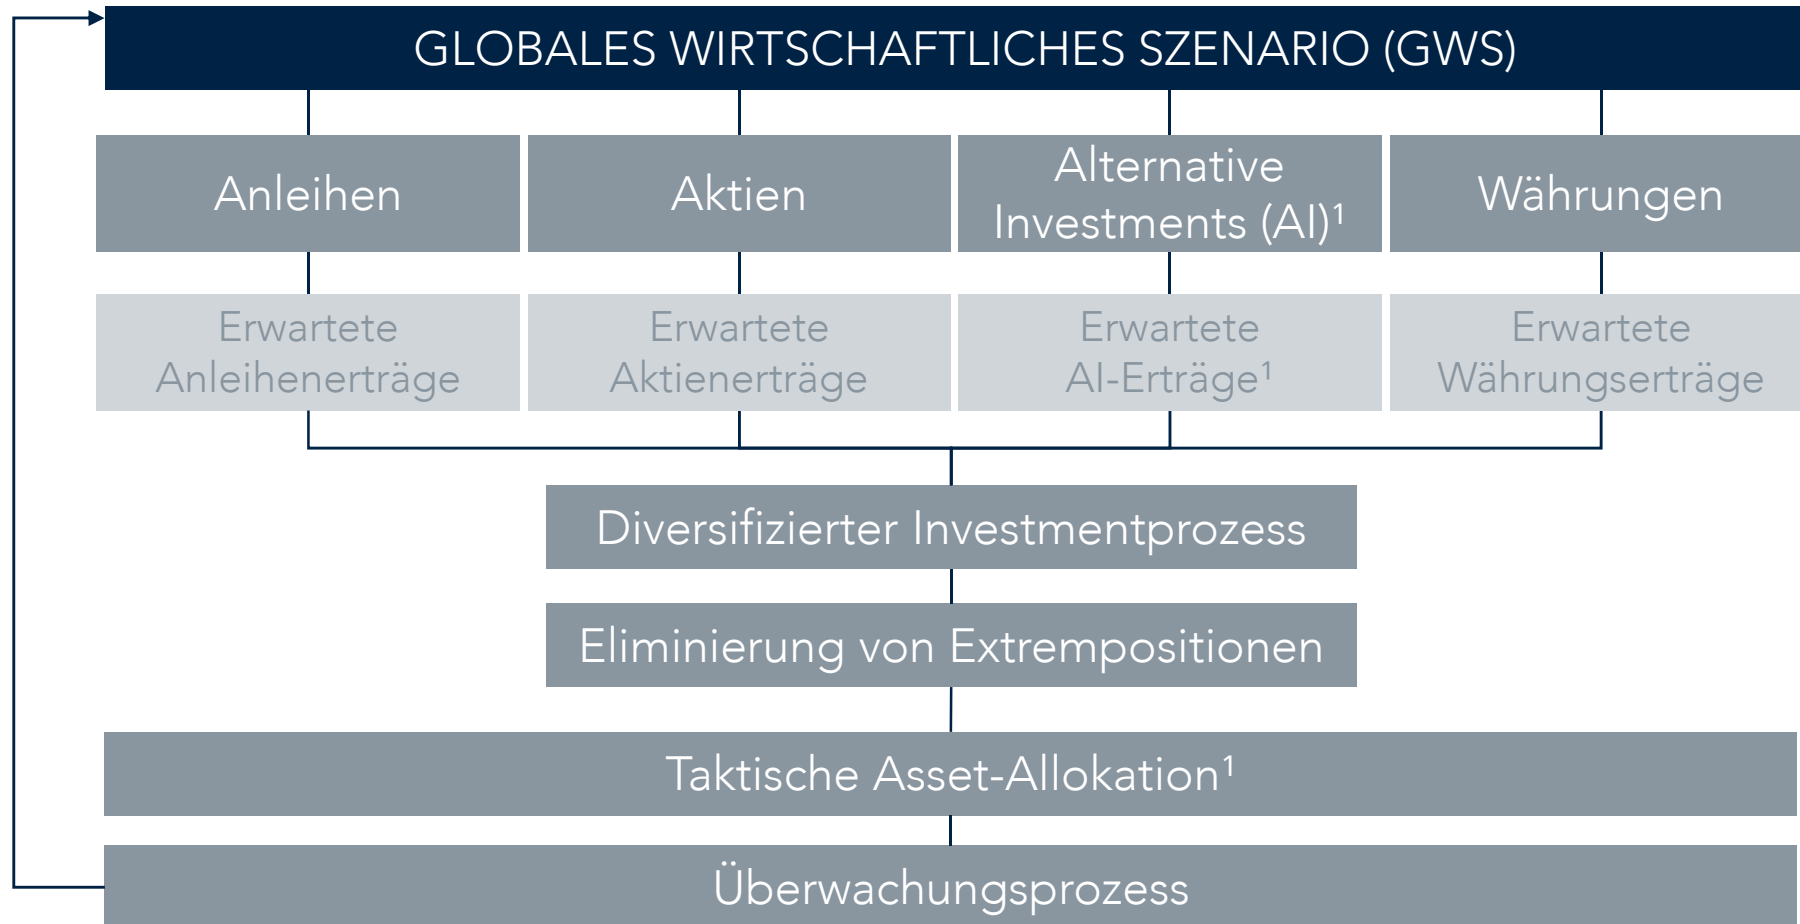 GLOBALES WIRTSCHAFTLICHES SZENARIO (GWS)
Anleihen
Aktien
Alternative
Investments (AI)¹
Währungen
Erwartete
Anleihenerträge
Erwartete
Aktienerträge
Erwartete
AI-Erträge¹
Erwartete
Währungserträge
Diversifizierter Investmentprozess
Eliminierung von Extrempositionen
Taktische Asset-Allokation¹
Überwachungsprozess